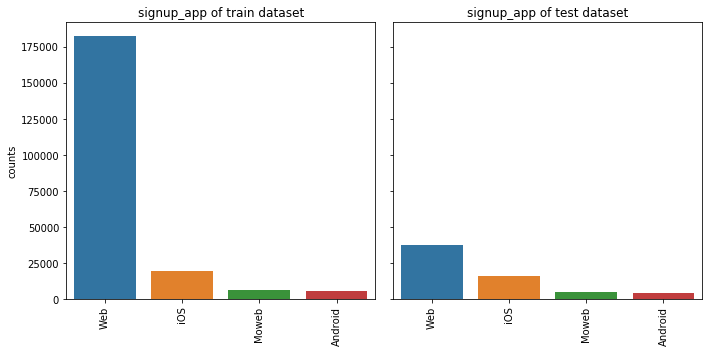 signup_app of train dataset
signup_app of test dataset
175000
150000
125000
100000
75000
50000
25000
0
counts
Web
iOS
Moweb
Android
Web
iOS
Moweb
Android